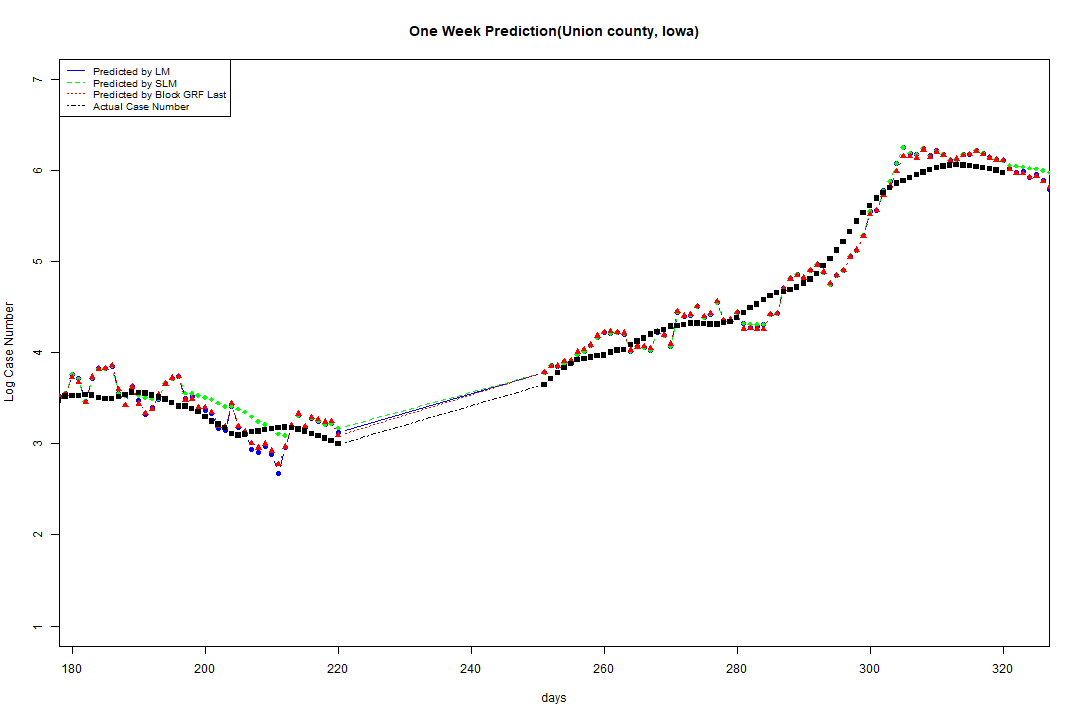 One Week Prediction(Union county, Iowa)
Predicted by LM
Predicted by SLM
Predicted by Block GRF Last
Actual Case Number
7
6
5
4
3
2
1
Log Case Number
180 200 220 240 260 280 300 320
days